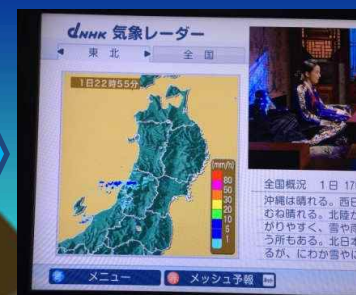 dNHK 気象レーダー
◀ 東北 ▶
全国
1日22時55分
(mm/h)
80
50
30
20
10
5
1
全国概況 1日 17
沖縄は晴れる。西日
むね晴れる。北陸な
がりやすく、雪や雨
う所もある。北日本
るが、にわか雪やに
青 メニュー
赤 メッシュ予報